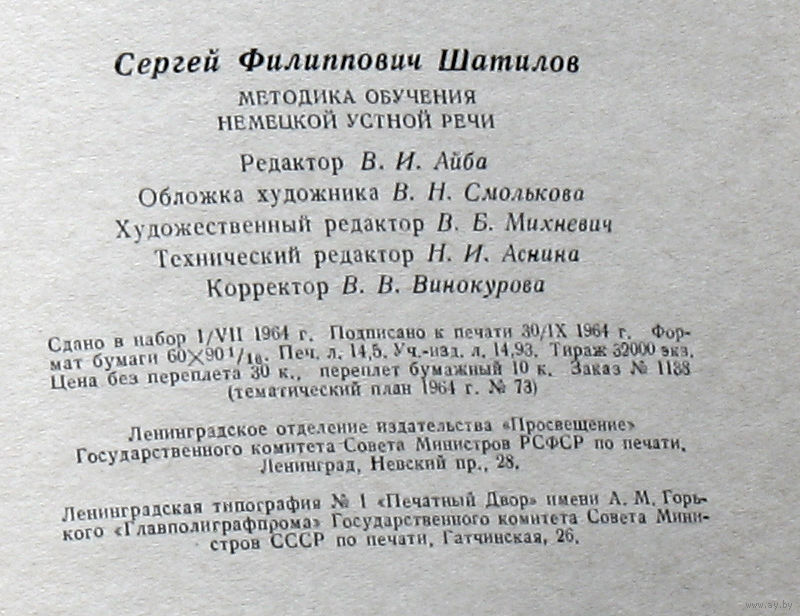 Сергей Филиппович Шатилов
МЕТОДИКА ОБУЧЕНИЯ
НЕМЕЦКОЙ УСТНОЙ РЕЧИ
Редактор В. И. Айба
Обложка художника В. Н. Смолькова
Художественный редактор В. Б. Михневич
Технический редактор Н. И. Аснина
Корректор В. В. Винокурова
Сдано в набор 1/VII 1964 г. Подписано к печати 30/IX 1964 г. Фор-
мат бумаги 60×90 1/16. Печ. л. 14,5. Уч.-изд. л. 14,93. Тираж 32000 экз.
Цена без переплета 30 к., переплет бумажный 10 к. Заказ № 1138
(тематический план 1964 г. № 73)
Ленинградское отделение издательства «Просвещение»
Государственного комитета Совета Министров РСФСР по печати.
Ленинград, Невский пр., 28.
Ленинградская типография № 1 «Печатный Двор» имени А. М. Горь-
кого «Главполиграфпрома» Государственного комитета Совета Мини-
стров СССР по печати, Гатчинская, 26.
www.ay.by